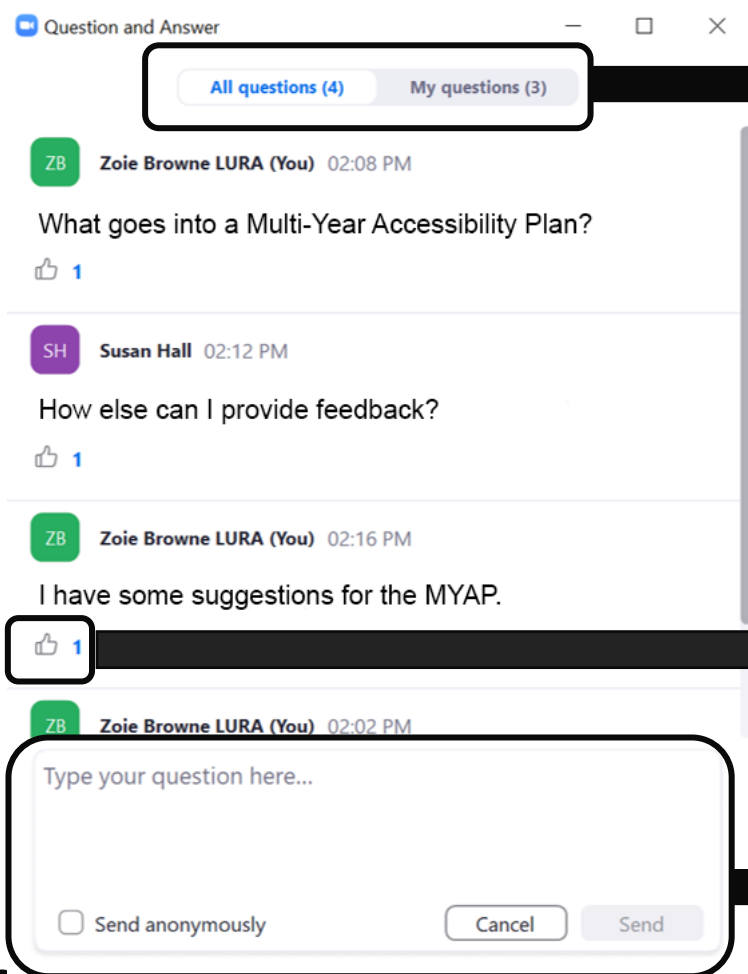 Question and Answer
All questions (4) My questions (3)
ZB Zoie Browne LURA (You) 02:08 PM
What goes into a Multi-Year Accessibility Plan?
1
SH Susan Hall 02:12 PM
How else can I provide feedback?
1
ZB Zoie Browne LURA (You) 02:16 PM
I have some suggestions for the MYAP.
1
ZB Zoie Browne LURA (You) 02:02 PM
Type your question here...
Send anonymously Cancel Send